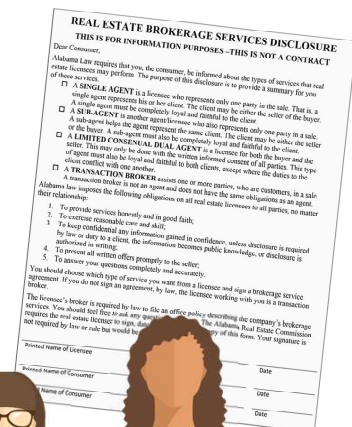 REAL ESTATE BROKERAGE SERVICES DISCLOSURE
THIS IS FOR INFORMATION PURPOSES –THIS IS NOT A CONTRACT
Dear Consumer,
Alabama Law requires that you, the consumer, be informed about the types of services that real
estate licensees may perform. The purpose of this disclosure is to provide a summary for you
of these services.
A SINGLE AGENT is a licensee who represents only one party in the sale. That is, a
single agent represents his or her client. The client may be either the seller of the buyer.
A single agent must be completely loyal and faithful to the client
A SUB-AGENT is another agent/licensee who also represents only one party in a sale.
A sub-agent helps the agent represent the same client. The client may be either the seller
or the buyer A sub-agent must also be completely loyal and faithful to the client.
A LIMITED CONSENUAL DUAL AGENT is a licensee for both the buyer and the
seller. This may only be done with the written informed consent of all parties. This type
of agent must also be loyal and faithful to both clients, except where the duties to the
client conflict with one another.
A TRANSACTION BROKER assists one or more parties, who are customers, in a sale
A transaction broker is not an agent and does not have the same obligations as an agent.
Alabama law imposes the following obligations on all real estate licensees to all parties, no matter
their relationship:
1. To provide services honestly and in good faith;
2. To exercise reasonable care and skill;
3 To keep confidential any information gained in confidence, unless disclosure is required
by law or duty to a client, the information becomes public knowledge, or disclosure is
authorized in writing;
4. To present all written offers promptly to the seller;
5. To answer your questions completely and accurately.
You should choose which type of service you want from a licensee and sign a brokerage service
agreement. If you do not sign an agreement, by law, the licensee working with you is a transaction
broker.
The licensee's broker is required by law to file an office policy describing the company's brokerage
services. You should feel free to ask any The Alabama Real Estate Commission
requires the real estate licensee to sign, of this form. Your signature is
not required by law or rule but would be
Printed Name of Licensee
Date
Printed Name of Consumer
Date
Name of Consumer
Date